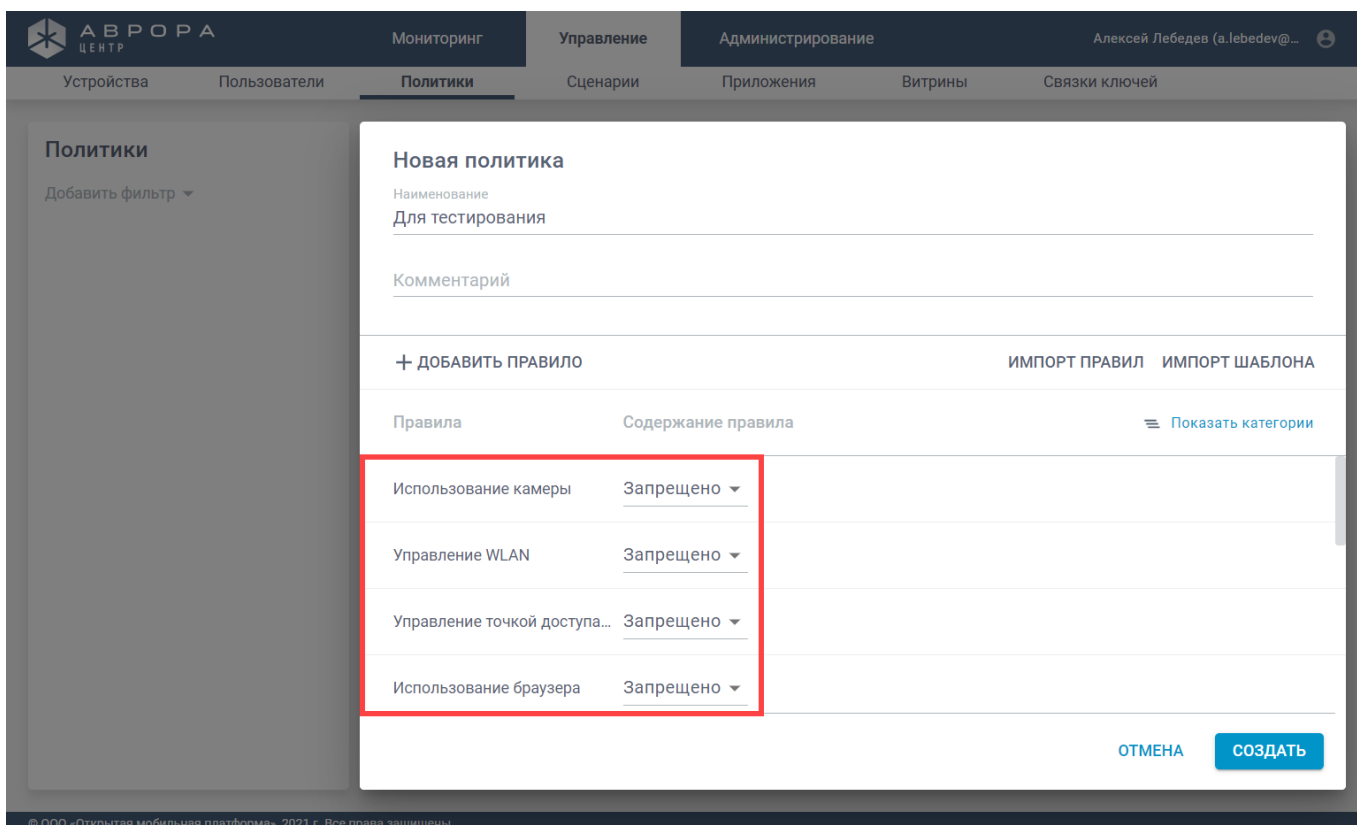 АВРОРА
ЦЕНТР
Мониторинг Управление Администрирование Алексей Лебедев (a.lebedev@...
Устройства Пользователи Политики Сценарии Приложения Витрины Связки ключей
Политики
Добавить фильтр
Новая политика
Наименование
Для тестирования
Комментарий
+ ДОБАВИТЬ ПРАВИЛО ИМПОРТ ПРАВИЛ ИМПОРТ ШАБЛОНА
Правила Содержание правила Показать категории
Использование камеры Запрещено
Управление WLAN Запрещено
Управление точкой доступа... Запрещено
Использование браузера Запрещено
ОТМЕНА СОЗДАТЬ
© ООО «Открытая мобильная платформа», 2021 г. Все права защищены